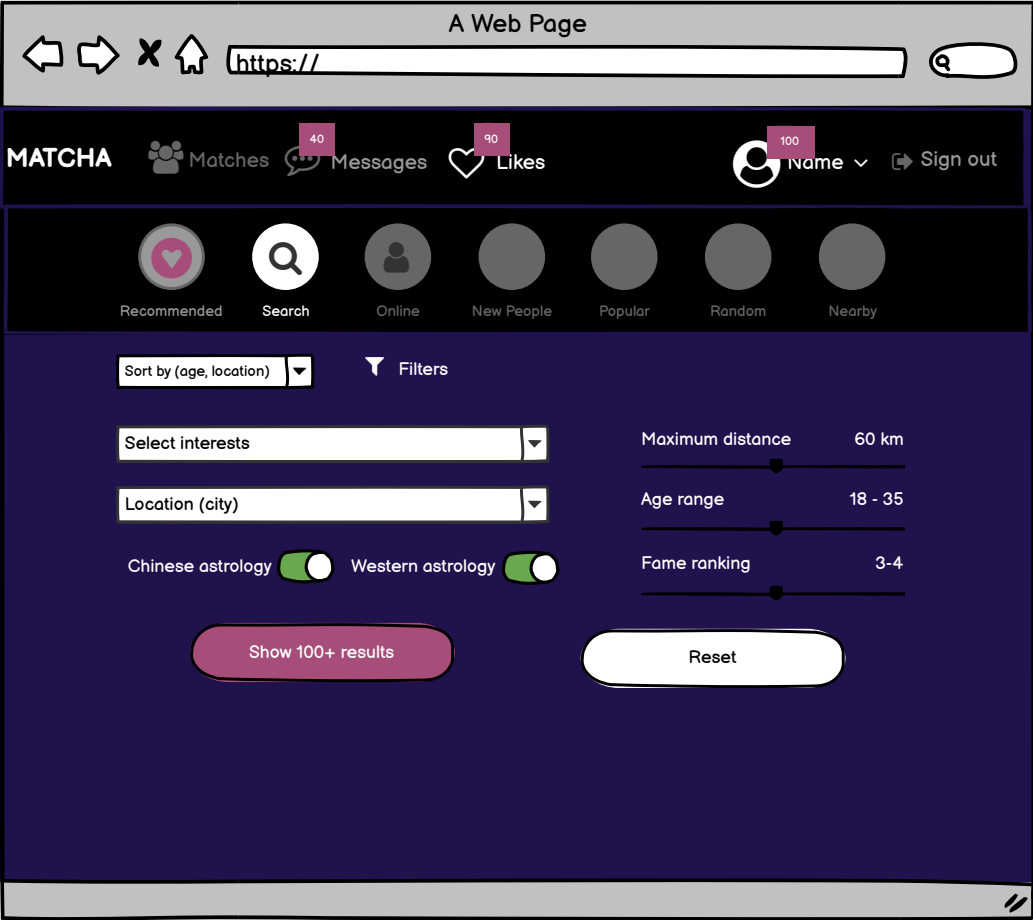 A Web Page
https://
MATCHA
Matches
40
Messages
90
Likes
100
Name
Sign out
Recommended
Search
Online
New People
Popular
Random
Nearby
Sort by (age, location)
Filters
Select interests
Maximum distance 60 km
Location (city)
Age range 18 - 35
Chinese astrology
Western astrology
Fame ranking 3-4
Show 100+ results
Reset